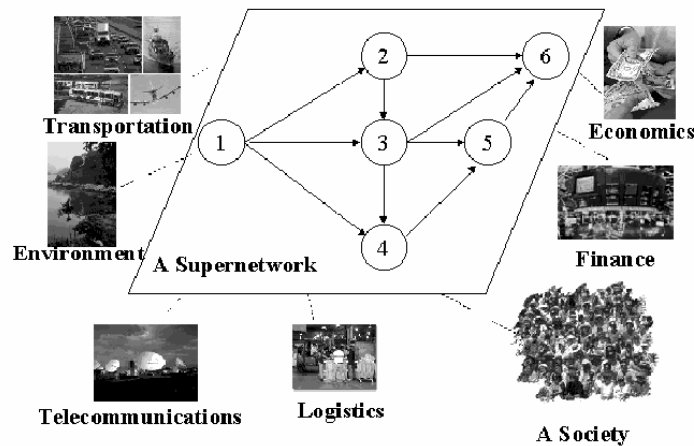 2
6
Transportation
1
3
5
Economics
4
Environment
A Supernetwork
Finance
Telecommunications
Logistics
A Society